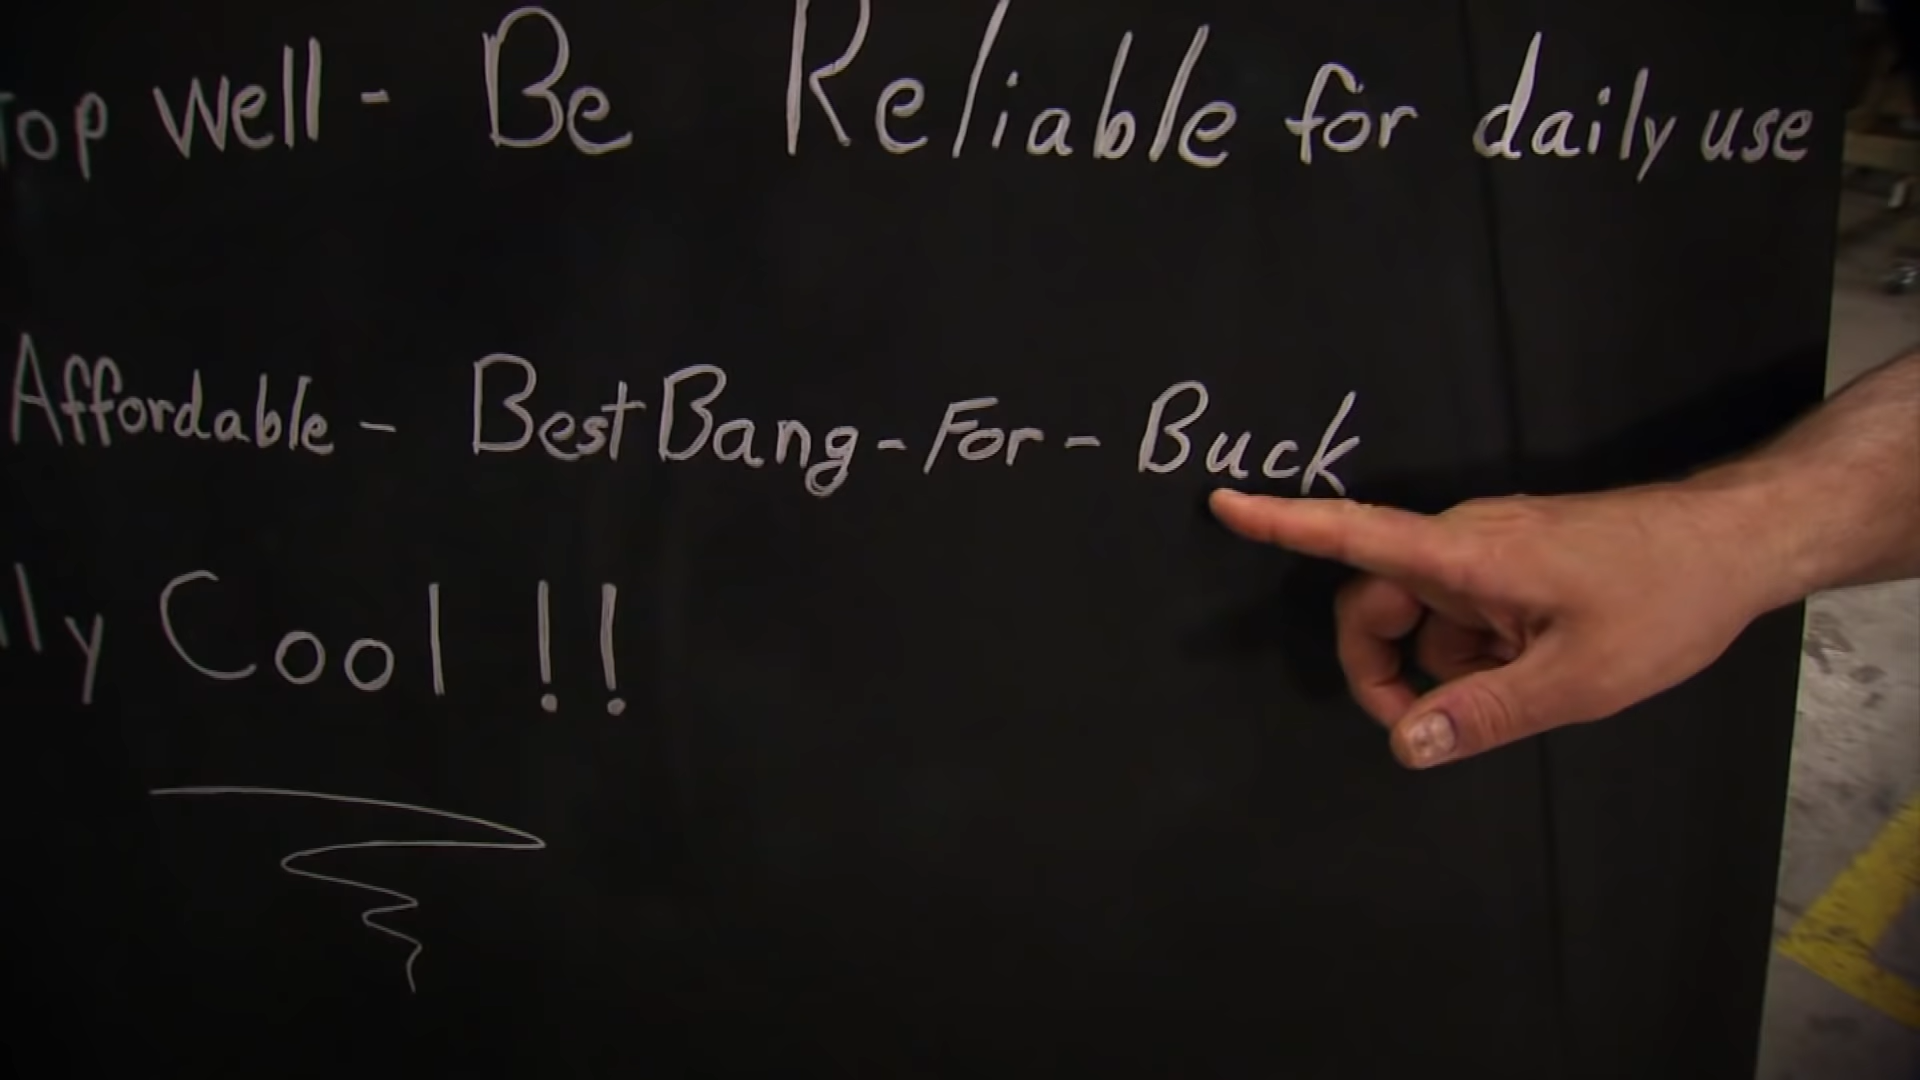 top well - Be Reliable for daily use
Affordable - Best Bang - For - Buck
lly Cool !!